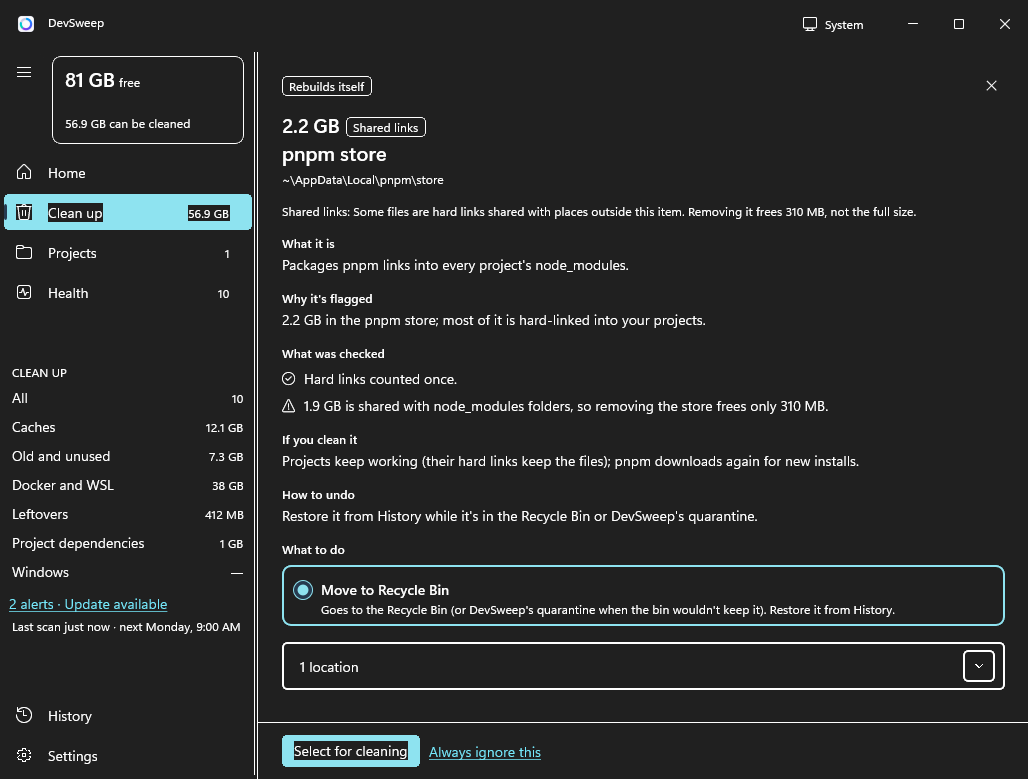 DevSweep
System
81 GB free
56.9 GB can be cleaned
Home
Clean up 56.9 GB
Projects 1
Health 10
CLEAN UP
All 10
Caches 12.1 GB
Old and unused 7.3 GB
Docker and WSL 38 GB
Leftovers 412 MB
Project dependencies 1 GB
Windows —
2 alerts · Update available
Last scan just now · next Monday, 9:00 AM
History
Settings
Rebuilds itself
2.2 GB Shared links
pnpm store
~\AppData\Local\pnpm\store
Shared links: Some files are hard links shared with places outside this item. Removing it frees 310 MB, not the full size.
What it is
Packages pnpm links into every project's node_modules.
Why it's flagged
2.2 GB in the pnpm store; most of it is hard-linked into your projects.
What was checked
Hard links counted once.
1.9 GB is shared with node_modules folders, so removing the store frees only 310 MB.
If you clean it
Projects keep working (their hard links keep the files); pnpm downloads again for new installs.
How to undo
Restore it from History while it's in the Recycle Bin or DevSweep's quarantine.
What to do
Move to Recycle Bin
Goes to the Recycle Bin (or DevSweep's quarantine when the bin wouldn't keep it). Restore it from History.
1 location
Select for cleaning Always ignore this